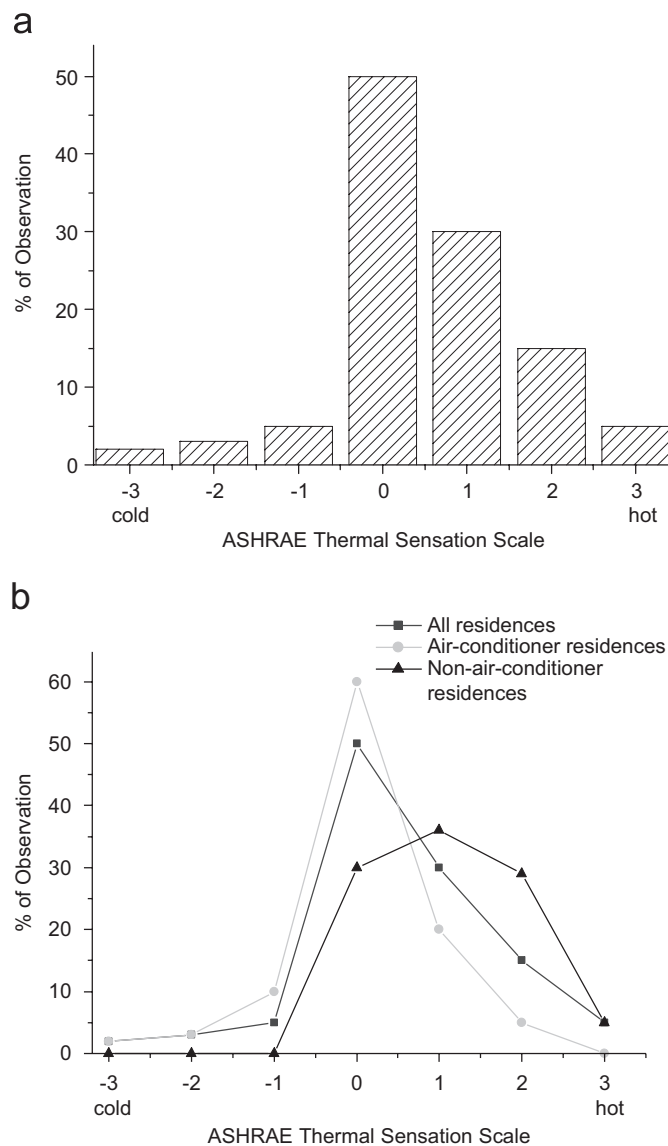 a
50
40
30
20
10
0
% of Observation
-3 -2 -1 0 1 2 3
cold hot
ASHRAE Thermal Sensation Scale
b
All residences
Air-conditioner residences
Non-air-conditioner
residences
60
50
40
30
20
10
0
% of Observation
-3 -2 -1 0 1 2 3
cold hot
ASHRAE Thermal Sensation Scale